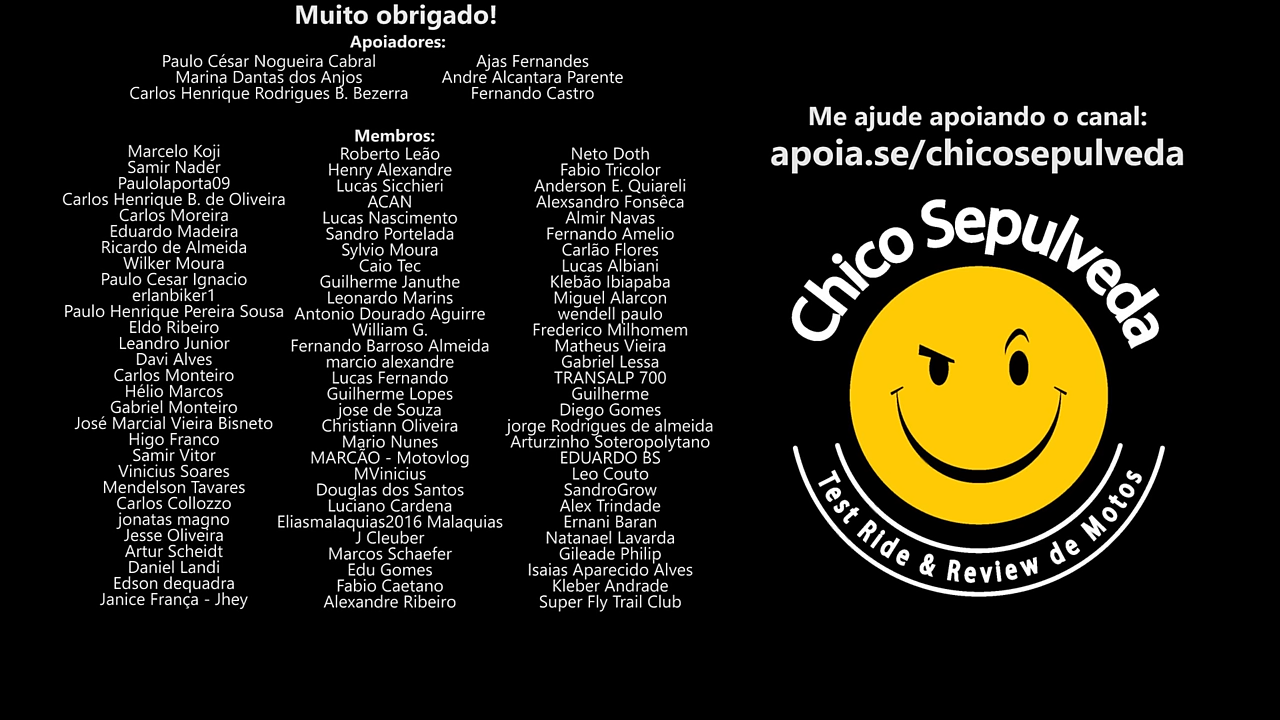 Muito obrigado!
Apoiadores:
Paulo César Nogueira Cabral
Marina Dantas dos Anjos
Carlos Henrique Rodrigues B. Bezerra
Ajas Fernandes
Andre Alcantara Parente
Fernando Castro
Membros:
Marcelo Koji
Samir Nader
Paulolaporta09
Carlos Henrique B. de Oliveira
Carlos Moreira
Eduardo Madeira
Ricardo de Almeida
Wilker Moura
Paulo Cesar Ignacio
erlanbiker1
Paulo Henrique Pereira Sousa
Eldo Ribeiro
Leandro Junior
Davi Alves
Carlos Monteiro
Hélio Marcos
Gabriel Monteiro
José Marcial Vieira Bisneto
Higo Franco
Samir Vitor
Vinicius Soares
Mendelson Tavares
Carlos Collozzo
jonatas magno
Jesse Oliveira
Artur Scheidt
Daniel Landi
Edson dequadra
Janice França - Jhey
Roberto Leão
Henry Alexandre
Lucas Sicchieri
ACAN
Lucas Nascimento
Sandro Portelada
Sylvio Moura
Caio Tec
Guilherme Januthe
Leonardo Marins
Antonio Dourado Aguirre
William G.
Fernando Barroso Almeida
marcio alexandre
Lucas Fernando
Guilherme Lopes
jose de Souza
Christiann Oliveira
Mario Nunes
MARCÃO - Motovlog
MVinicius
Douglas dos Santos
Luciano Cardena
Eliasmalaquias2016 Malaquias
J Cleuber
Marcos Schaefer
Edu Gomes
Fabio Caetano
Alexandre Ribeiro
Neto Doth
Fabio Tricolor
Anderson E. Quiareli
Alexsandro Fonsêca
Almir Navas
Fernando Amelio
Carlão Flores
Lucas Albiani
Klebão Ibiapaba
Miguel Alarcon
wendell paulo
Frederico Milhomem
Matheus Vieira
Gabriel Lessa
TRANSALP 700
Guilherme
Diego Gomes
jorge Rodrigues de almeida
Arturzinho Soteropolytano
EDUARDO BS
Leo Couto
SandroGrow
Alex Trindade
Ernani Baran
Natanael Lavarda
Gileade Philip
Isaias Aparecido Alves
Kleber Andrade
Super Fly Trail Club
Me ajude apoiando o canal:
apoia.se/chicosepulveda
Chico Sepulveda
Test Ride & Review de Motos